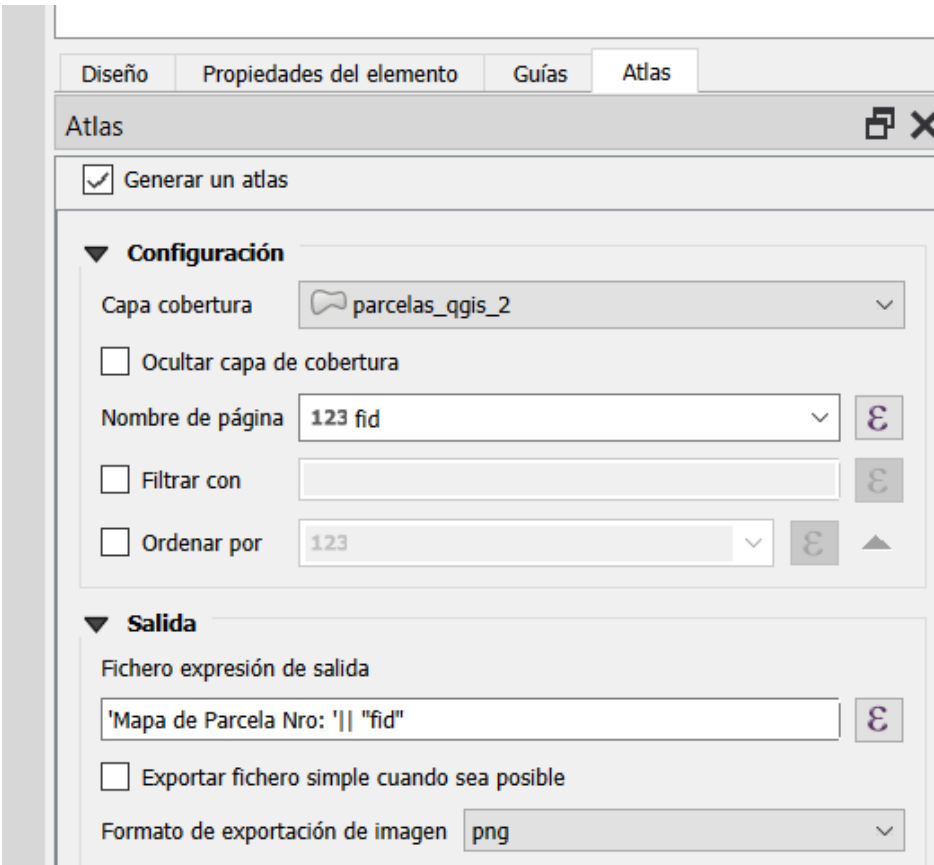 Diseño Propiedades del elemento Guías Atlas
Atlas
Generar un atlas
Configuración
Capa cobertura parcelas_qgis_2
Ocultar capa de cobertura
Nombre de página 123 fid ε
Filtrar con ε
Ordenar por 123 ε
Salida
Fichero expresión de salida
'Mapa de Parcela Nro: '|| "fid" ε
Exportar fichero simple cuando sea posible
Formato de exportación de imagen png